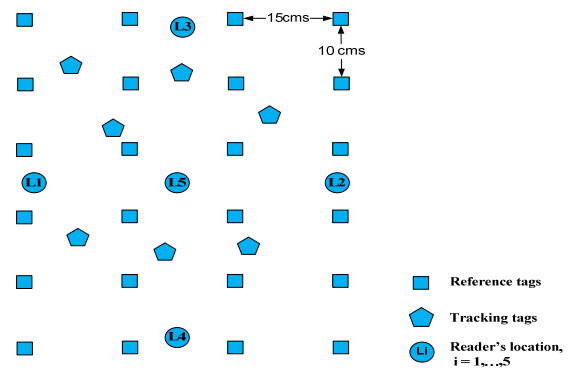 L3
15cms
10 cms
L1
L5
L2
L4
Reference tags
Tracking tags
Li
Reader's location,
i = 1,..,5